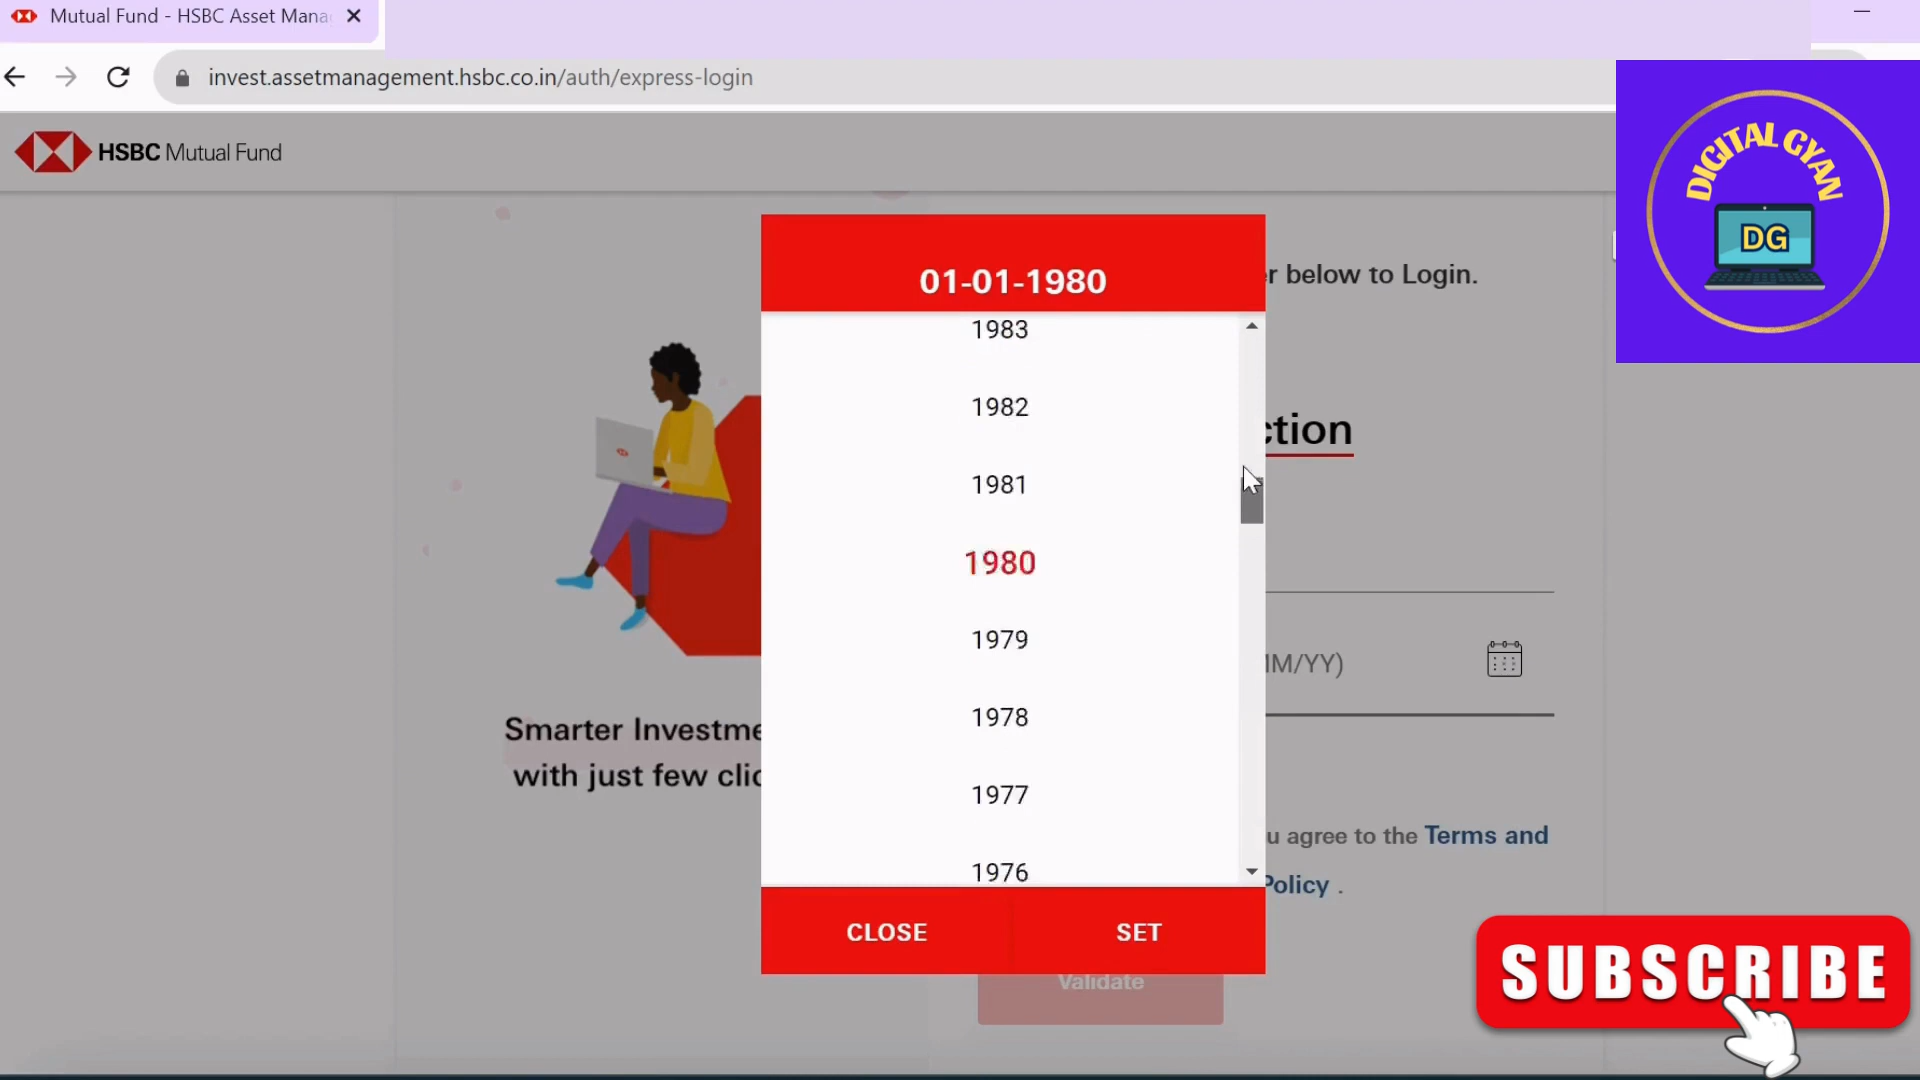 Mutual Fund - HSBC Asset Mana
invest.assetmanagement.hsbc.co.in/auth/express-login
HSBC Mutual Fund
DIGITAL GYAN
DG
01-01-1980
r below to Login.
1983
1982
ction
1981
1980
1979
MM/YY)
1978
Smarter Investme
with just few clic
1977
u agree to the Terms and
1976
Policy .
CLOSE
SET
Validate
SUBSCRIBE